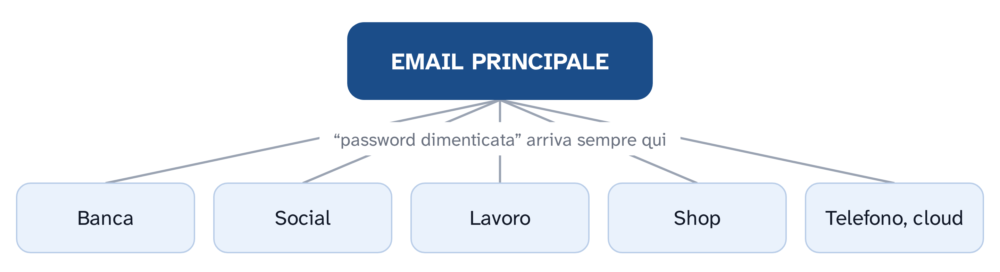 EMAIL PRINCIPALE
“password dimenticata” arriva sempre qui
Banca
Social
Lavoro
Shop
Telefono, cloud